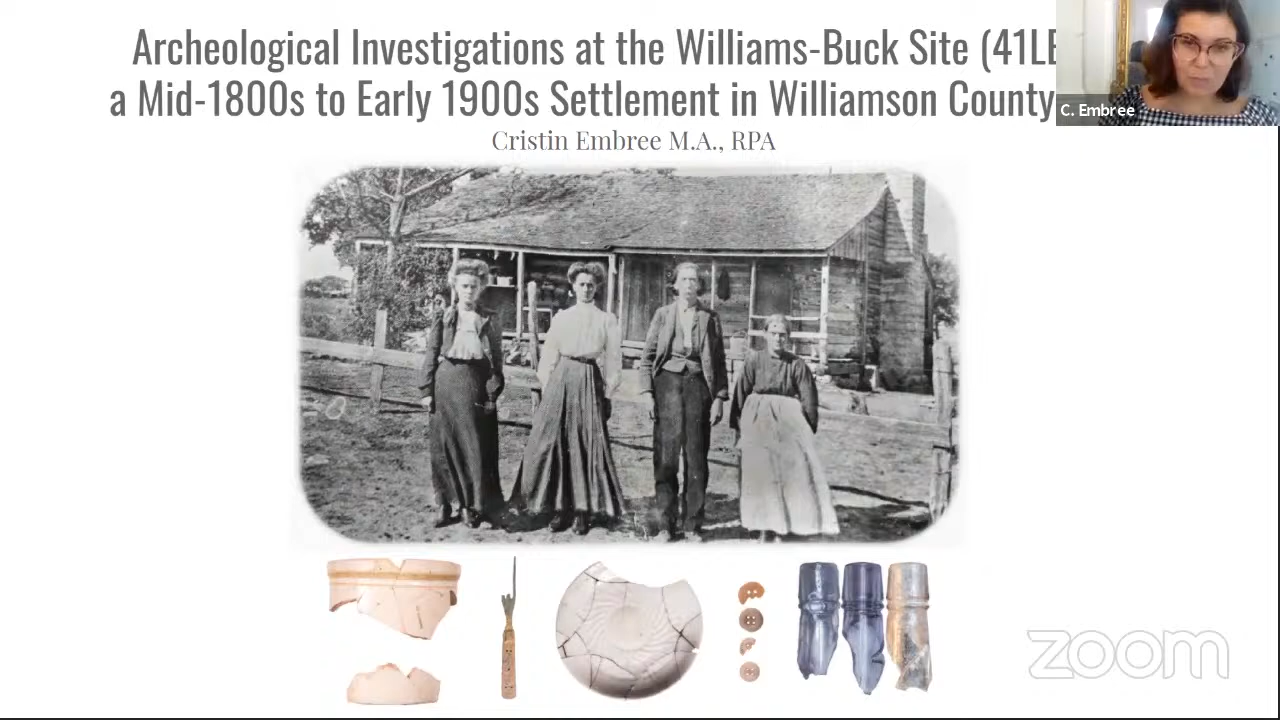 Archeological Investigations at the Williams-Buck Site (41L
a Mid-1800s to Early 1900s Settlement in Williamson County
Cristin Embree M.A., RPA
C. Embree
zoom